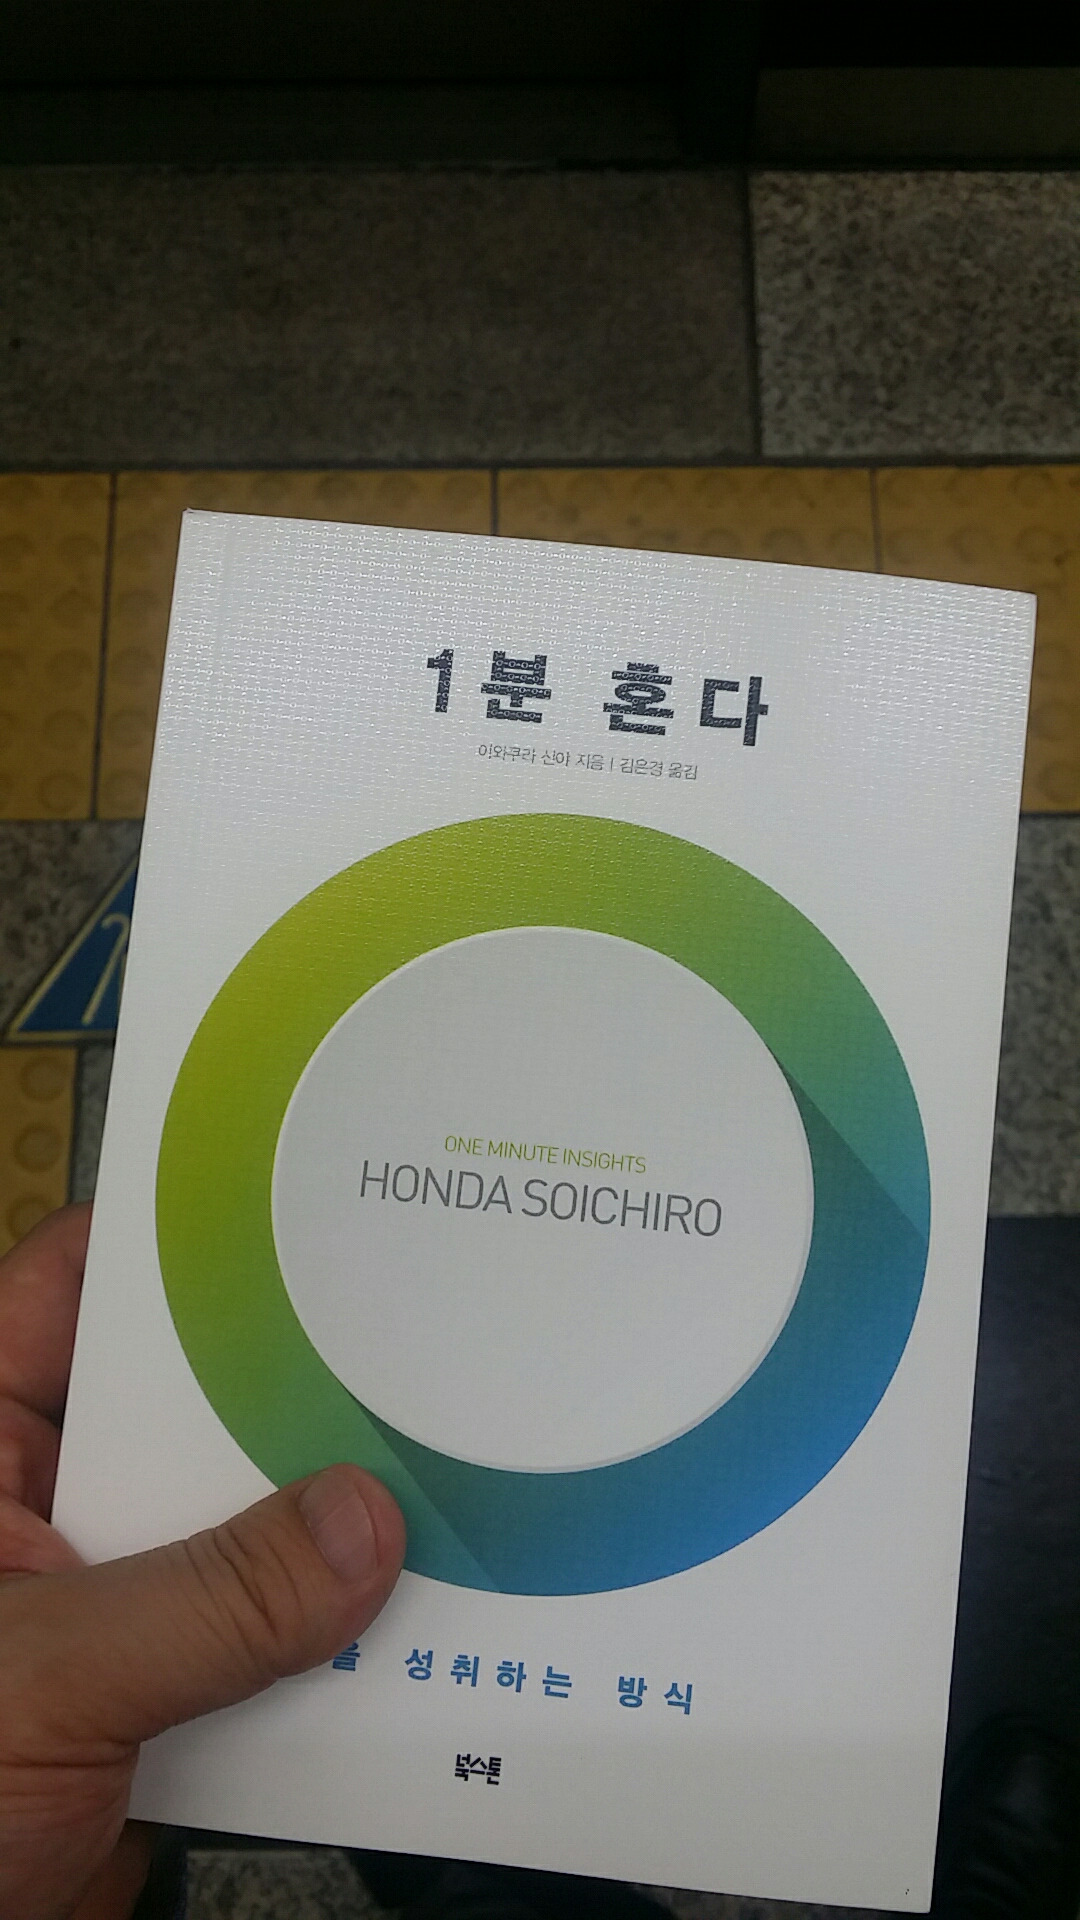 1분 혼다
이와쿠라 신야 지음 | 김은경 옮김
ONE MINUTE INSIGHTS
HONDA SOICHIRO
을 성취하는 방식
북스톤